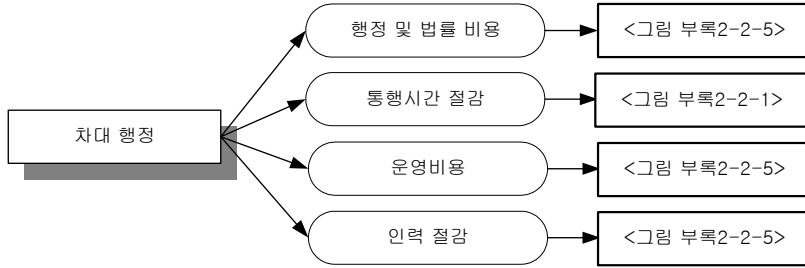 행정 및 법률 비용
<그림 부록2-2-5>
통행시간 절감
<그림 부록2-2-1>
차대 행정
운영비용
<그림 부록2-2-5>
인력 절감
<그림 부록2-2-5>